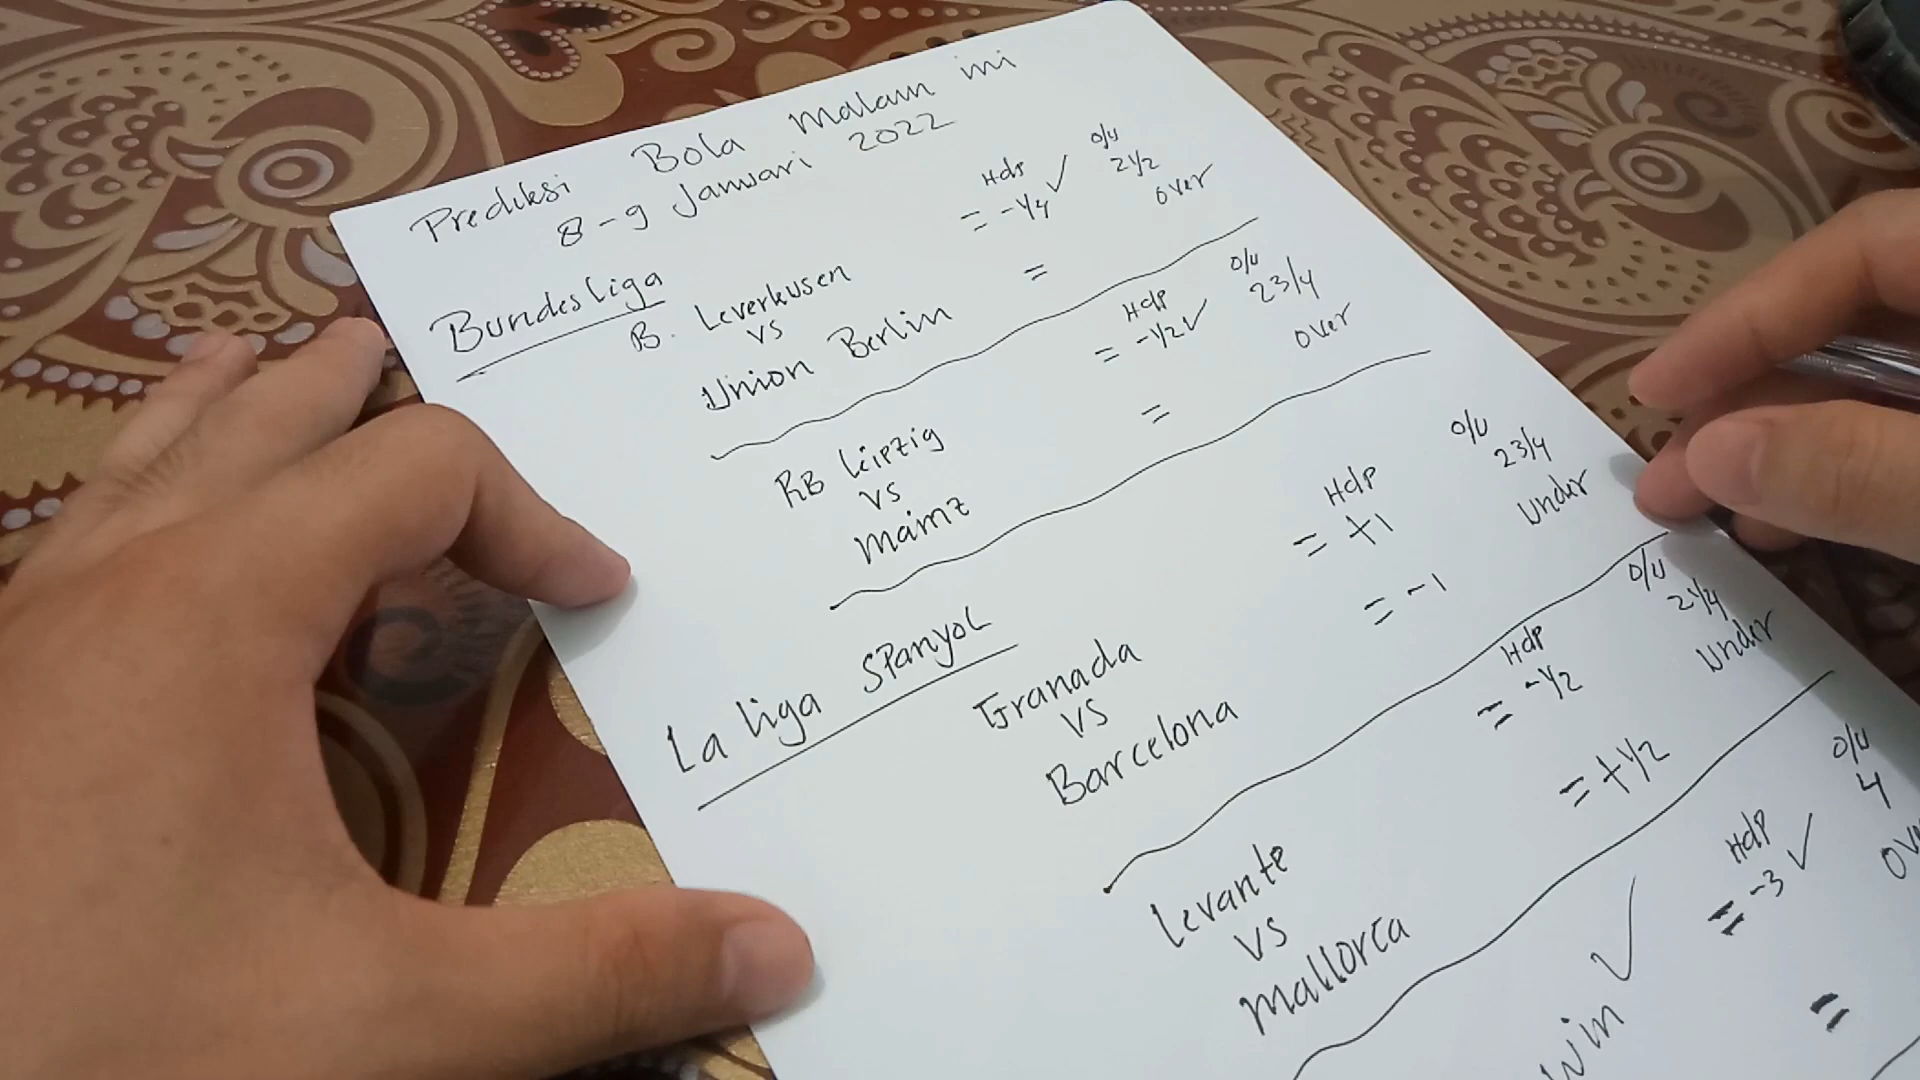 Prediksi Bola malam ini
8-9 Januari 2022
Bundesliga
Hdp O/U
B. Leverkusen = -1/4 ✓ 2 1/2
vs over
Union Berlin =
Hdp O/U
RB Leipzig = -1/2 ✓ 2 3/4
vs over
mainz =
La liga SPanyol
Hdp O/U
Granada = +1 2 3/4
vs under
Barcelona = -1
Hdp O/U
Levante = -1/2 2 1/4
vs under
mallorca = +1/2
Hdp O/U
win ✓ = -3 ✓ 4
=